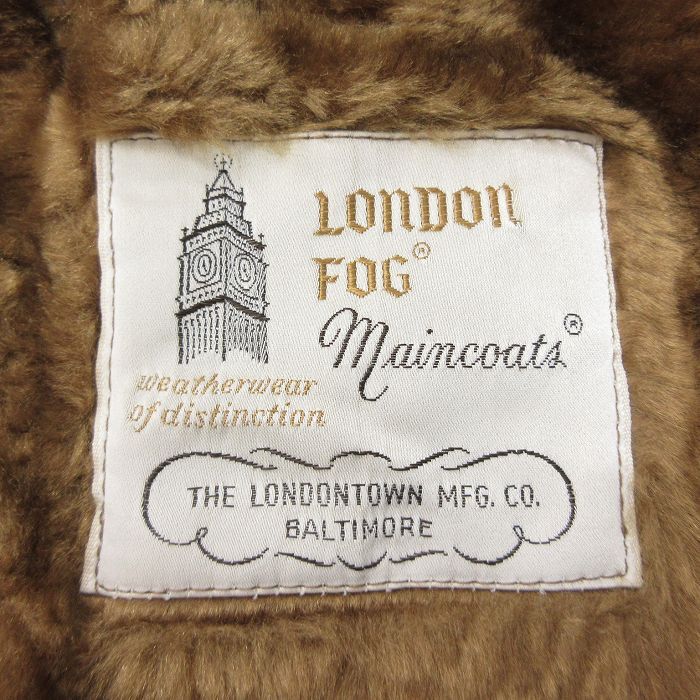 LONDON
FOG®
Maincoats®
weatherwear
of distinction
THE LONDONTOWN MFG. CO.
BALTIMORE